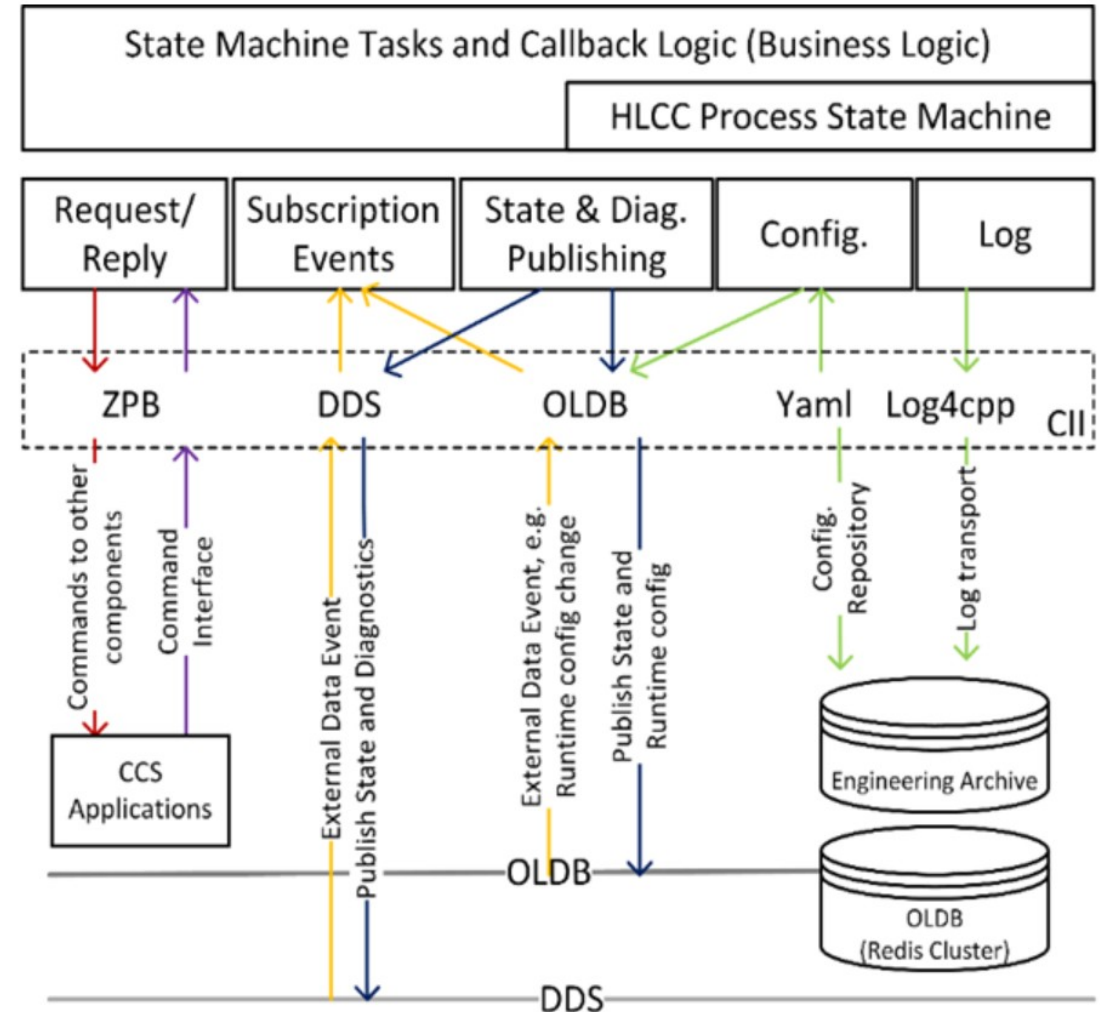 State Machine Tasks and Callback Logic (Business Logic)
HLCC Process State Machine
Request/
Reply
Subscription
Events
State & Diag.
Publishing
Config.
Log
ZPB
DDS
OLDB
Yaml
Log4cpp
CII
Commands to other
components
Command
Interface
External Data Event
Publish State and Diagnostics
External Data Event, e.g.
Runtime config change
Publish State and
Runtime config
Config.
Repository
Log transport
CCS
Applications
Engineering Archive
OLDB
OLDB
(Redis Cluster)
DDS